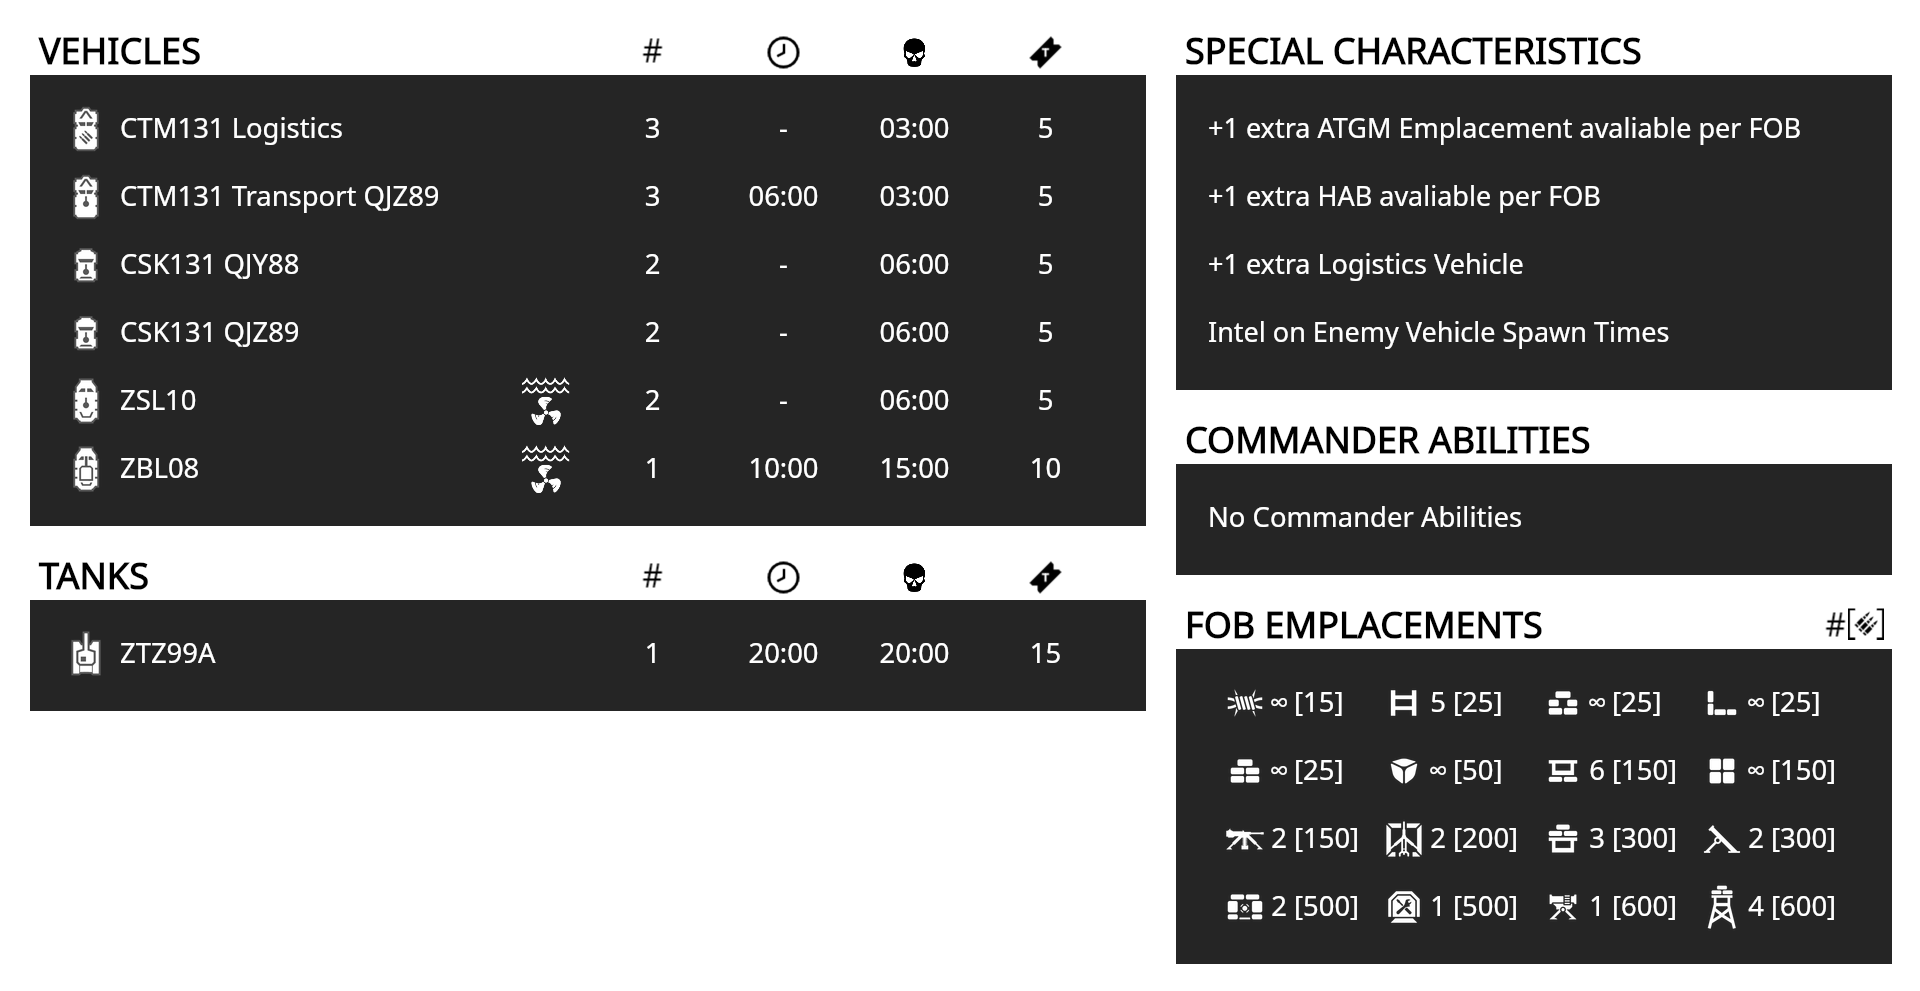 VEHICLES #
CTM131 Logistics 3 - 03:00 5
CTM131 Transport QJZ89 3 06:00 03:00 5
CSK131 QJY88 2 - 06:00 5
CSK131 QJZ89 2 - 06:00 5
ZSL10 2 - 06:00 5
ZBL08 1 10:00 15:00 10
TANKS #
ZTZ99A 1 20:00 20:00 15
SPECIAL CHARACTERISTICS
+1 extra ATGM Emplacement avaliable per FOB
+1 extra HAB avaliable per FOB
+1 extra Logistics Vehicle
Intel on Enemy Vehicle Spawn Times
COMMANDER ABILITIES
No Commander Abilities
FOB EMPLACEMENTS #[ ]
∞ [15] 5 [25] ∞ [25] ∞ [25]
∞ [25] ∞ [50] 6 [150] ∞ [150]
2 [150] 2 [200] 3 [300] 2 [300]
2 [500] 1 [500] 1 [600] 4 [600]